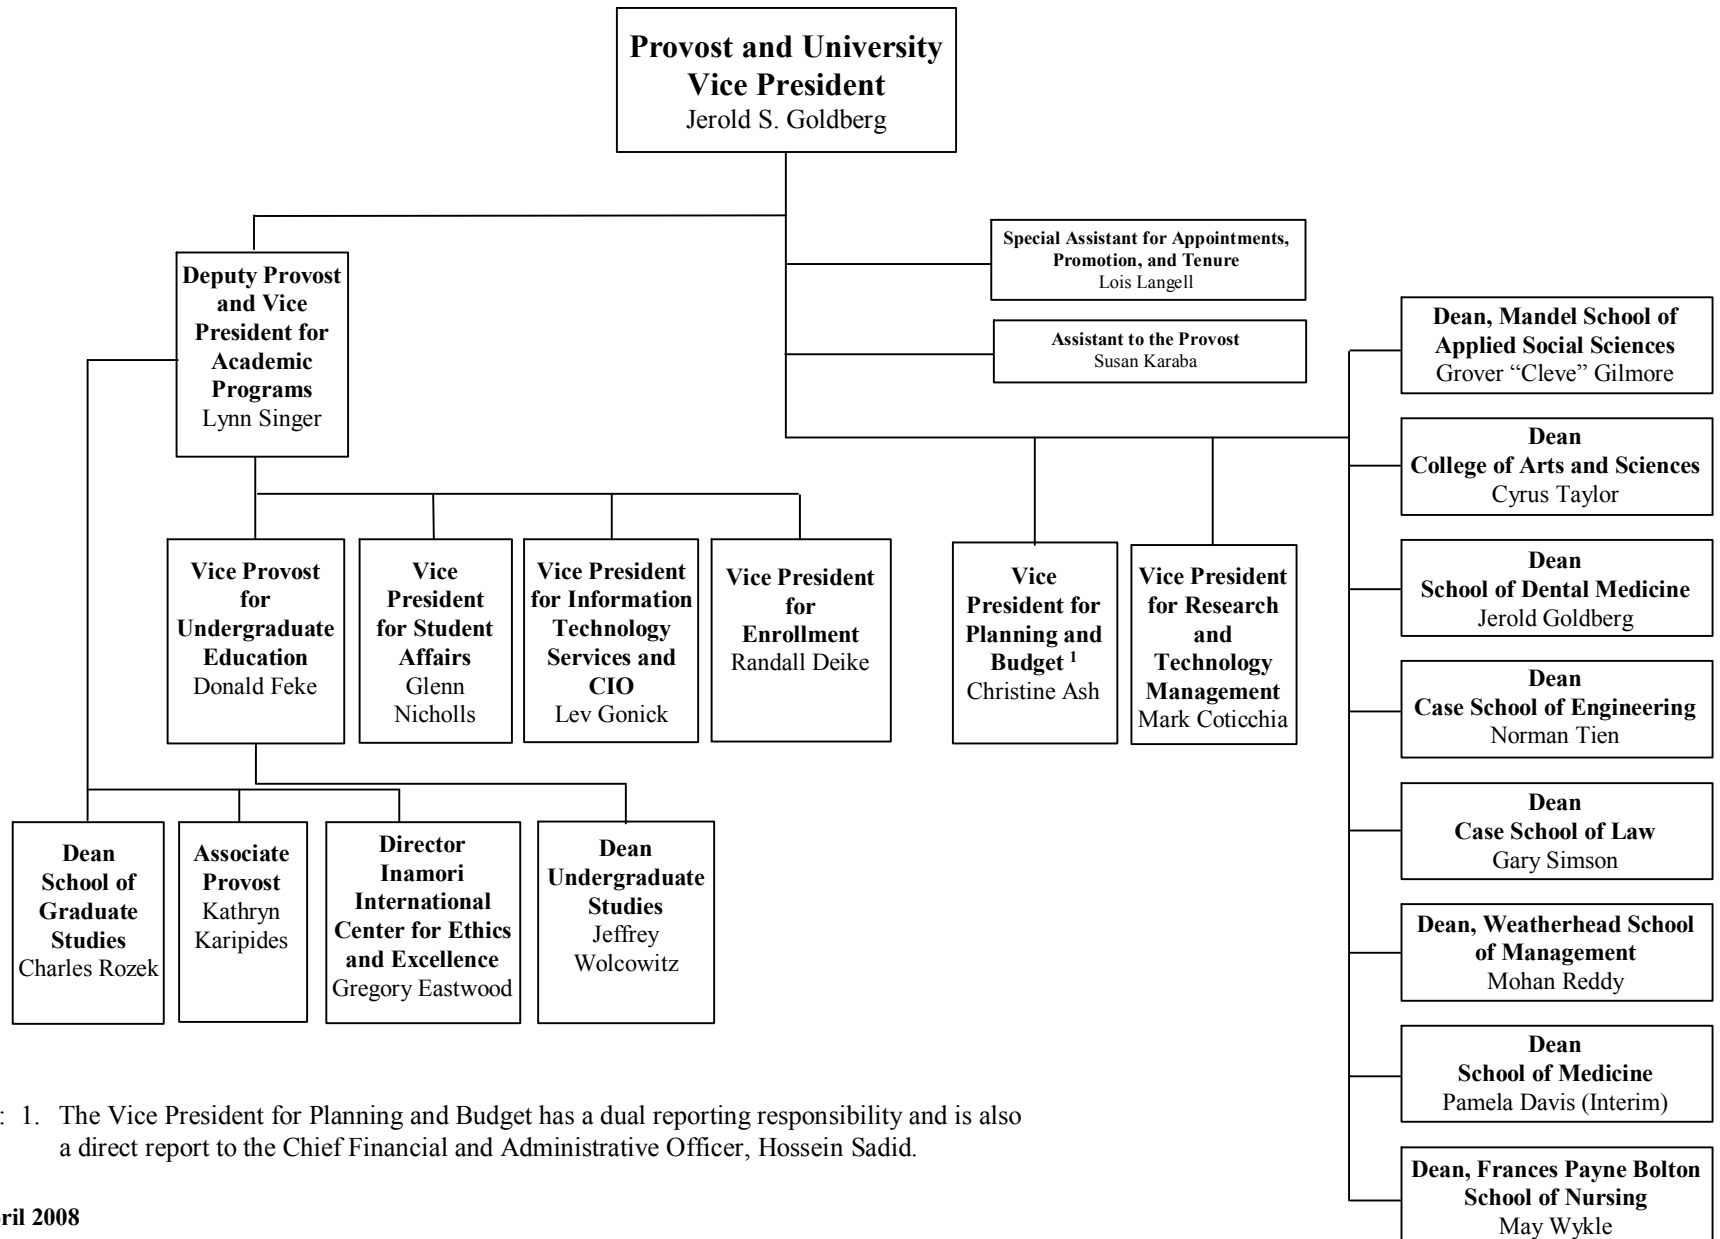 Provost and University
Vice President
Jerold S. Goldberg
Special Assistant for Appointments,
Promotion, and Tenure
Lois Langell
Assistant to the Provost
Susan Karaba
Deputy Provost
and Vice
President for
Academic
Programs
Lynn Singer
Vice Provost
for
Undergraduate
Education
Donald Feke
Vice
President
for Student
Affairs
Glenn
Nicholls
Vice President
for Information
Technology
Services and
CIO
Lev Gonick
Vice President
for
Enrollment
Randall Deike
Vice
President for
Planning and
Budget 1
Christine Ash
Vice President
for Research
and
Technology
Management
Mark Coticchia
Dean
School of
Graduate
Studies
Charles Rozek
Associate
Provost
Kathryn
Karipides
Director
Inamori
International
Center for Ethics
and Excellence
Gregory Eastwood
Dean
Undergraduate
Studies
Jeffrey
Wolcowitz
Dean, Mandel School of
Applied Social Sciences
Grover “Cleve” Gilmore
Dean
College of Arts and Sciences
Cyrus Taylor
Dean
School of Dental Medicine
Jerold Goldberg
Dean
Case School of Engineering
Norman Tien
Dean
Case School of Law
Gary Simson
Dean, Weatherhead School
of Management
Mohan Reddy
Dean
School of Medicine
Pamela Davis (Interim)
Dean, Frances Payne Bolton
School of Nursing
May Wykle
: 1. The Vice President for Planning and Budget has a dual reporting responsibility and is also
a direct report to the Chief Financial and Administrative Officer, Hossein Sadid.
ril 2008